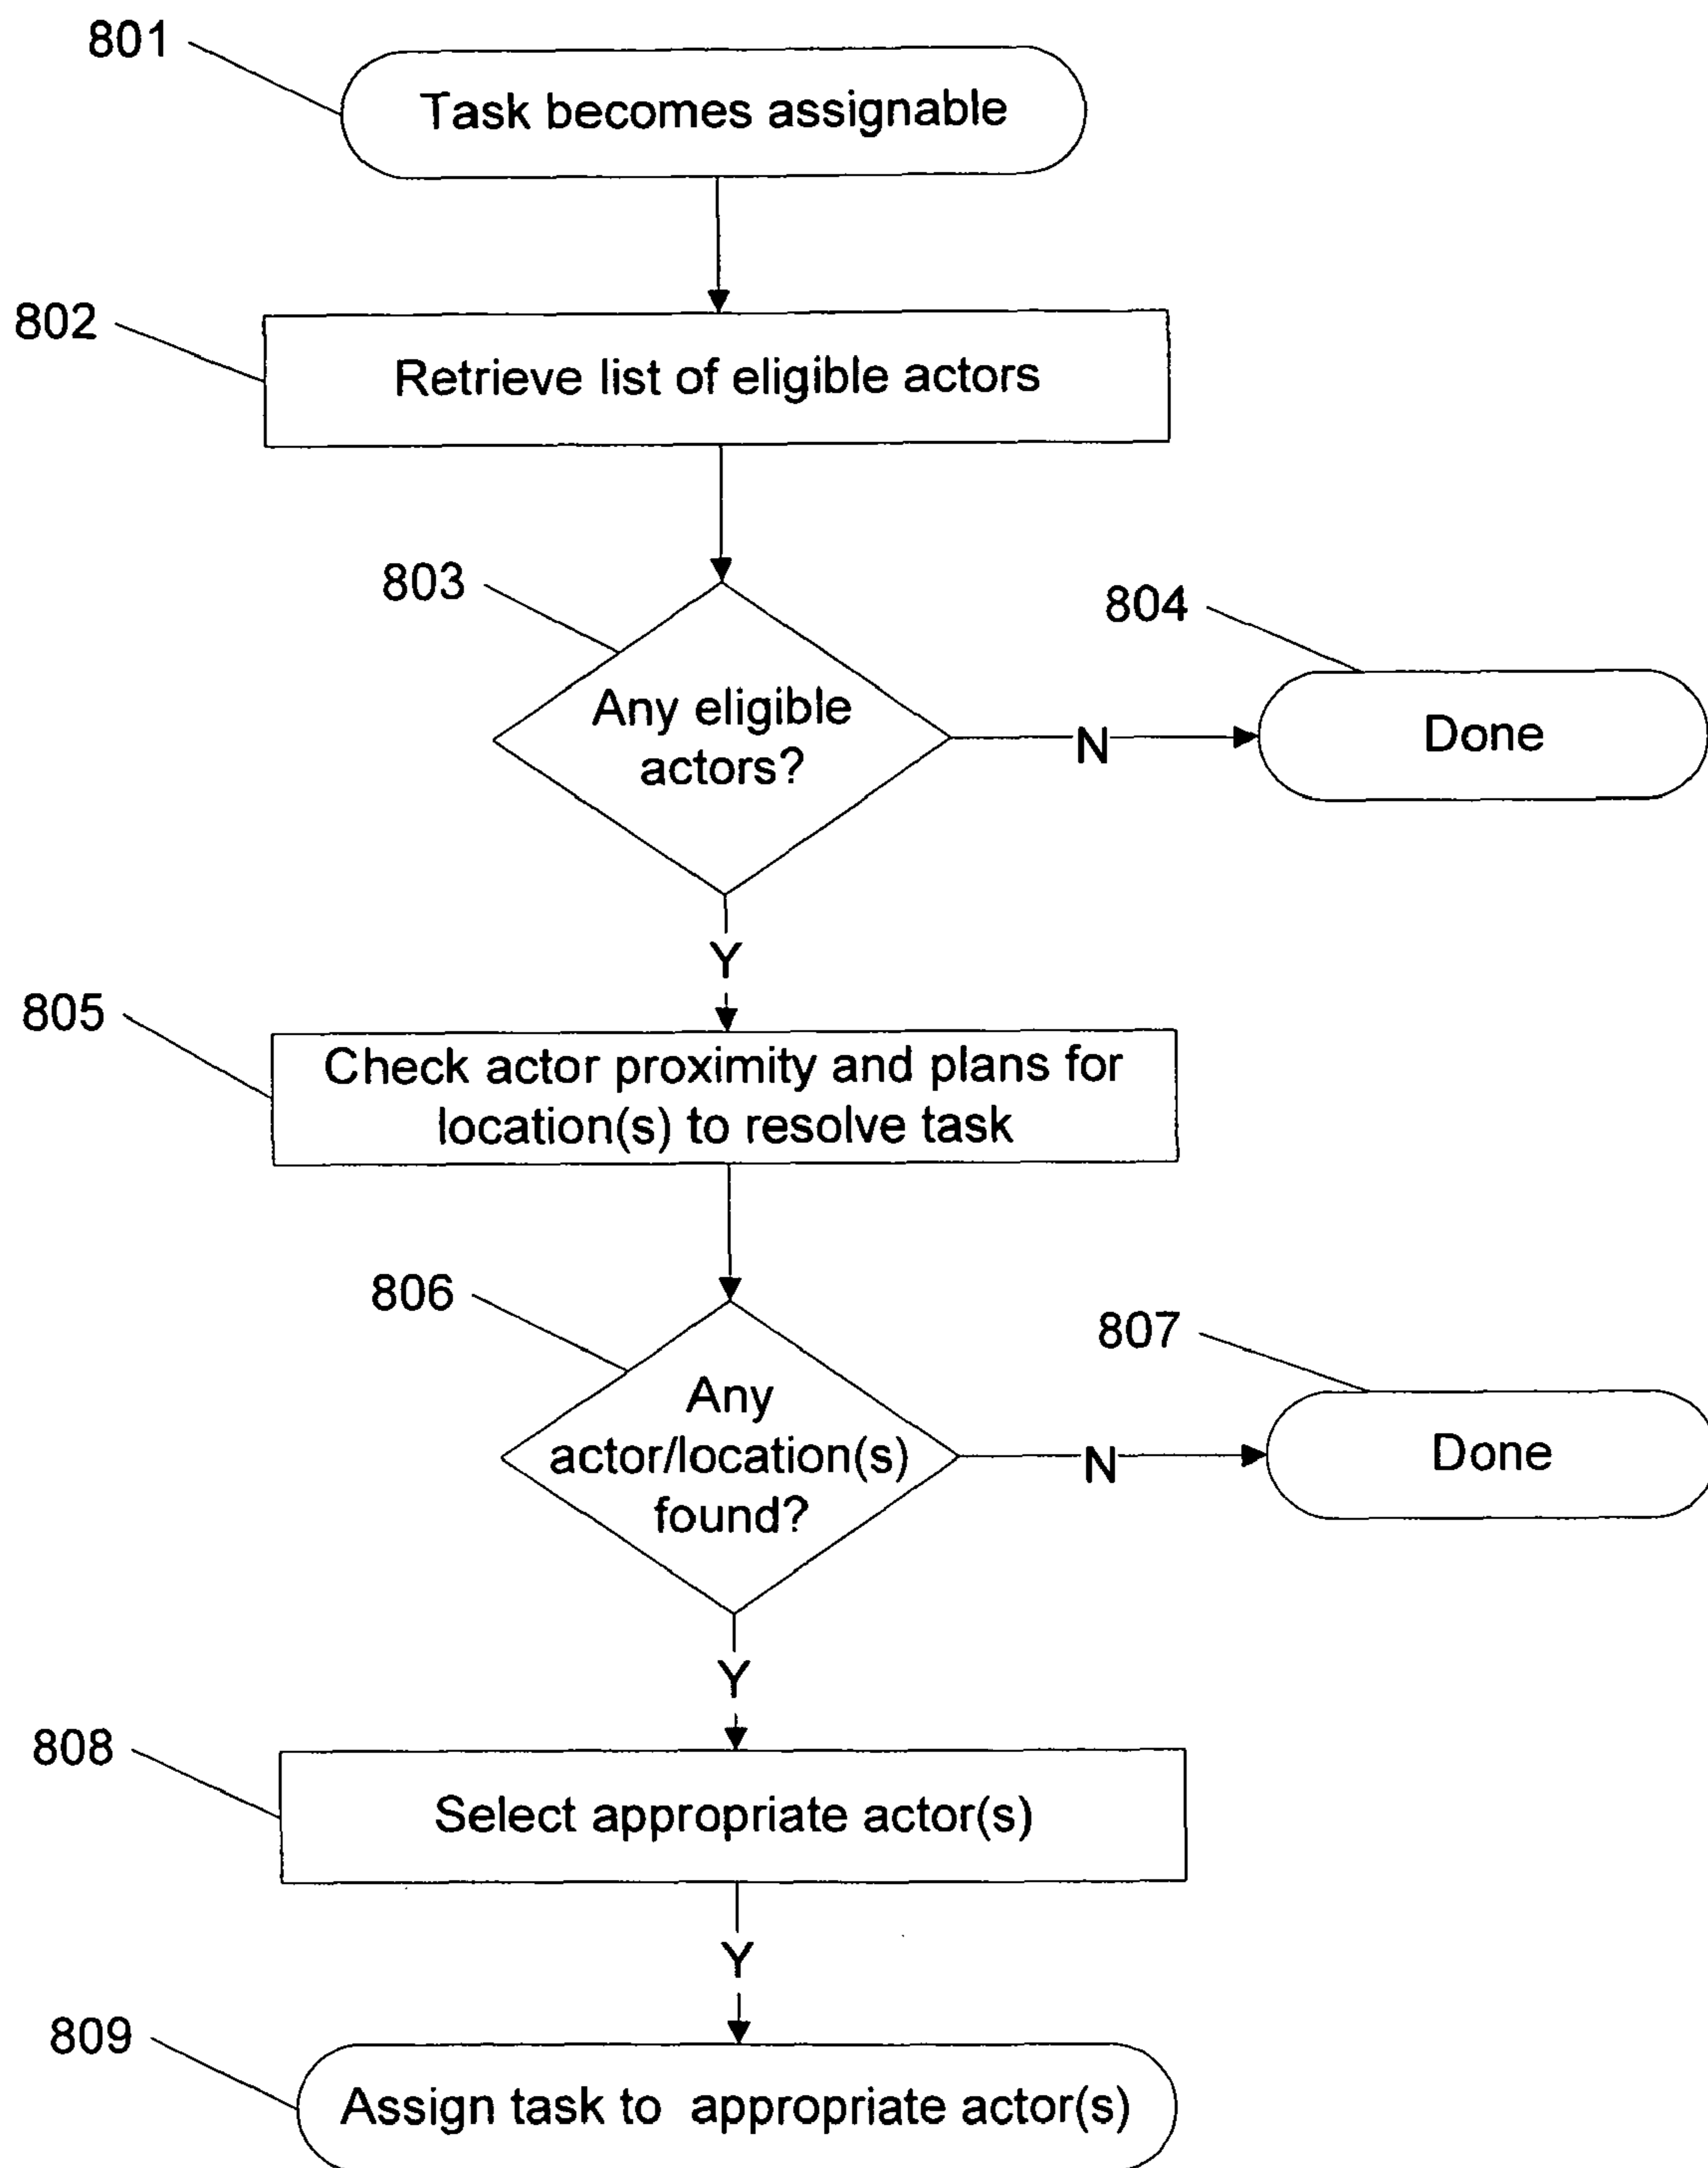 801
Task becomes assignable
802
Retrieve list of eligible actors
803
804
Any eligible
actors?
N
Done
Y
805
Check actor proximity and plans for
location(s) to resolve task
806
807
Any
actor/location(s)
found?
N
Done
Y
808
Select appropriate actor(s)
Y
809
Assign task to appropriate actor(s)